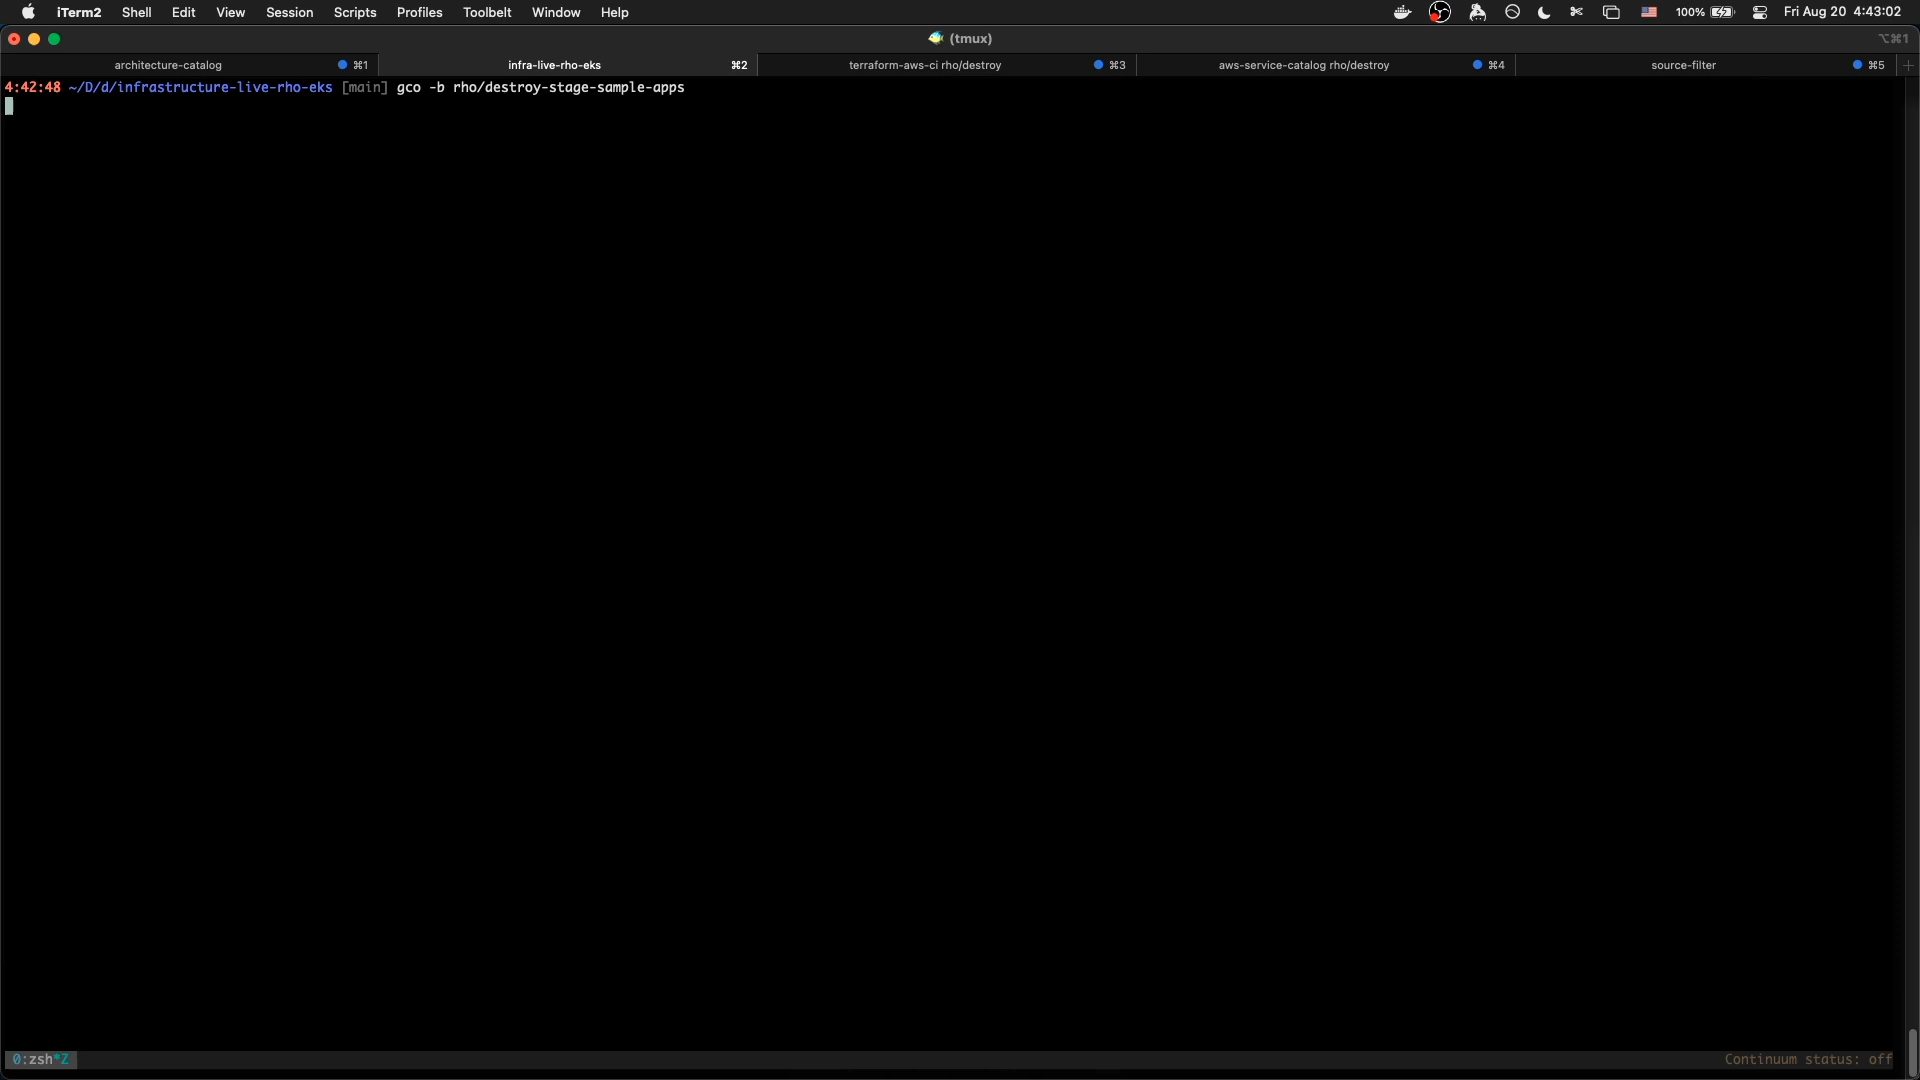 iTerm2 Shell Edit View Session Scripts Profiles Toolbelt Window Help 100% Fri Aug 20 4:43:02
(tmux) ⌥⌘1
architecture-catalog ⌘1 infra-live-rho-eks ⌘2 terraform-aws-ci rho/destroy ⌘3 aws-service-catalog rho/destroy ⌘4 source-filter ⌘5
4:42:48 ~/D/d/infrastructure-live-rho-eks [main] gco -b rho/destroy-stage-sample-apps
0:zsh*Z Continuum status: off